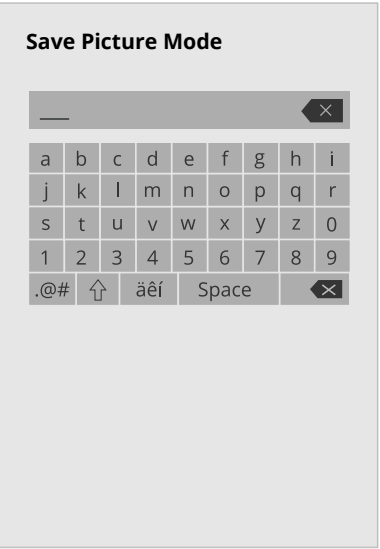 Save Picture Mode
a b c d e f g h i
j k l m n o p q r
s t u v w x y z 0
1 2 3 4 5 6 7 8 9
.@# äêí Space